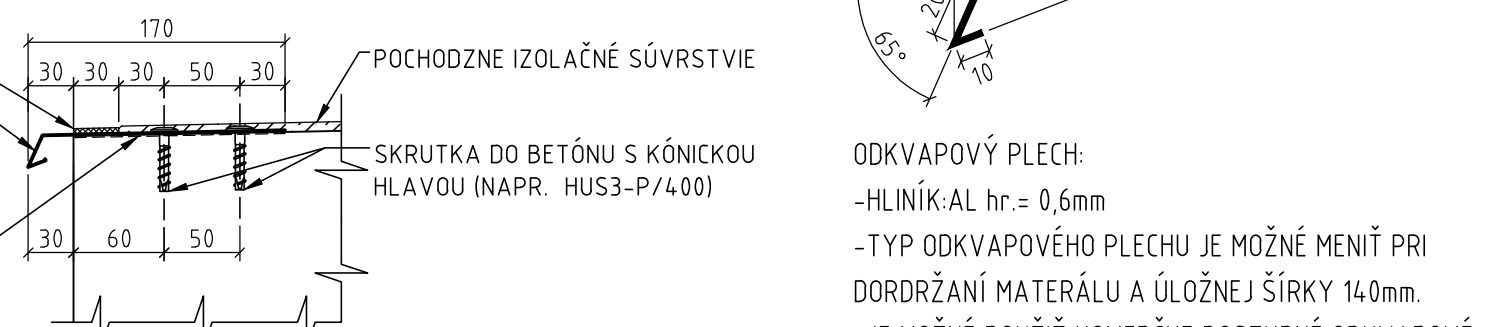 170
30 30 30 50 30
POCHODZNE IZOLAČNÉ SÚVRSTVIE
SKRUTKA DO BETÓNU S KÓNICKOU
HLAVOU (NAPR. HUS3-P/400)
30 60 50
20
65°
10
ODKVAPOVÝ PLECH:
-HLINÍK:AL hr.= 0,6mm
-TYP ODKVAPOVÉHO PLECHU JE MOŽNÉ MENIŤ PRI
DORDRŽANÍ MATERÁLU A ÚLOŽNEJ ŠÍRKY 140mm.